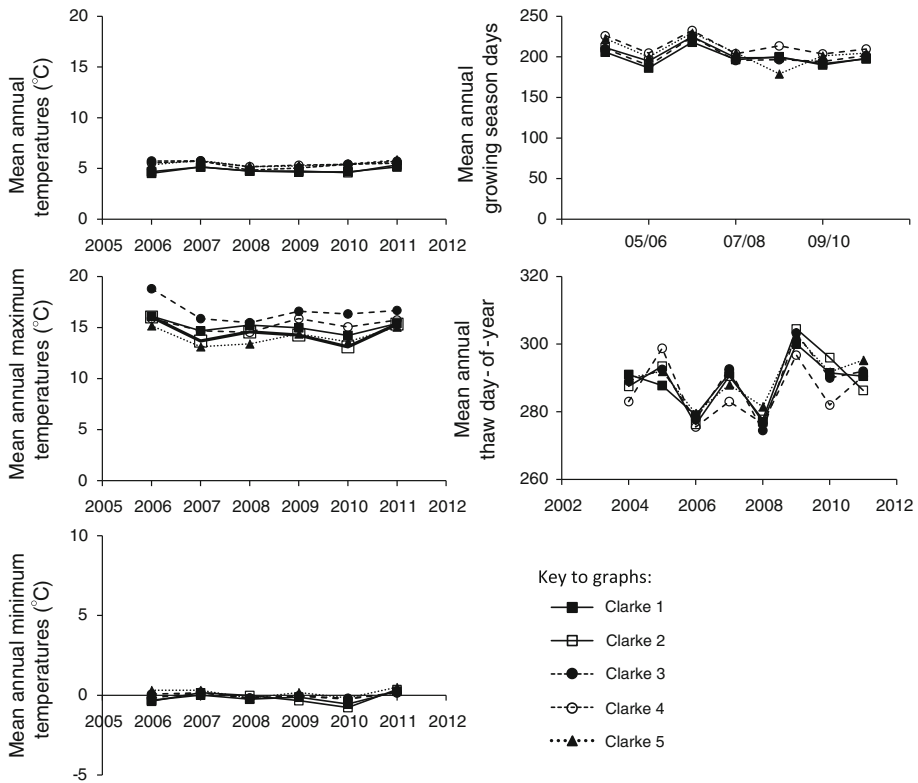 Mean annual
temperatures (°C)
20
15
10
5
0
2005 2006 2007 2008 2009 2010 2011 2012
Mean annual
growing season days
250
200
150
100
50
0
05/06 07/08 09/10
Mean annual maximum
temperatures (°C)
20
15
10
5
0
2005 2006 2007 2008 2009 2010 2011 2012
Mean annual
thaw day-of-year
320
300
280
260
2002 2004 2006 2008 2010 2012
Mean annual minimum
temperatures (°C)
10
5
0
-5
2005 2006 2007 2008 2009 2010 2011 2012
Key to graphs:
Clarke 1
Clarke 2
Clarke 3
Clarke 4
Clarke 5